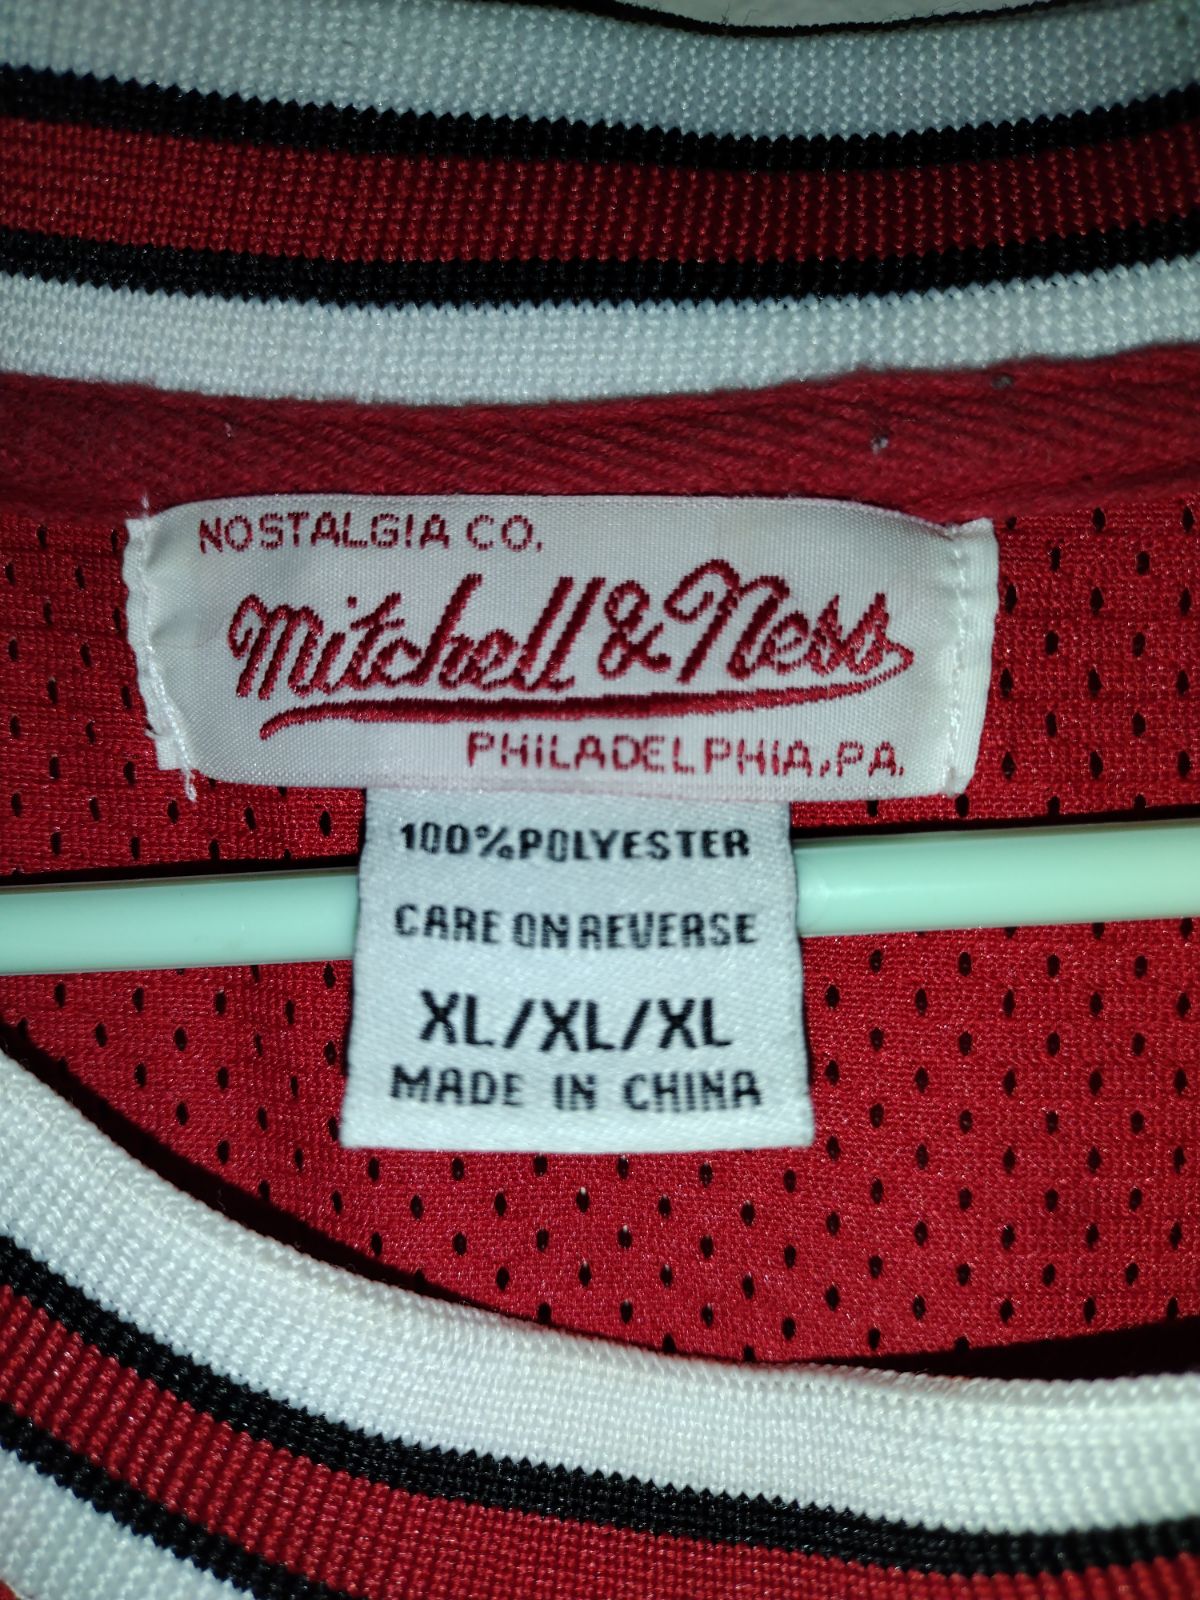 NOSTALGIA CO.
Mitchell & Ness
PHILADELPHIA, PA.
100% POLYESTER
CARE ON REVERSE
XL/XL/XL
MADE IN CHINA